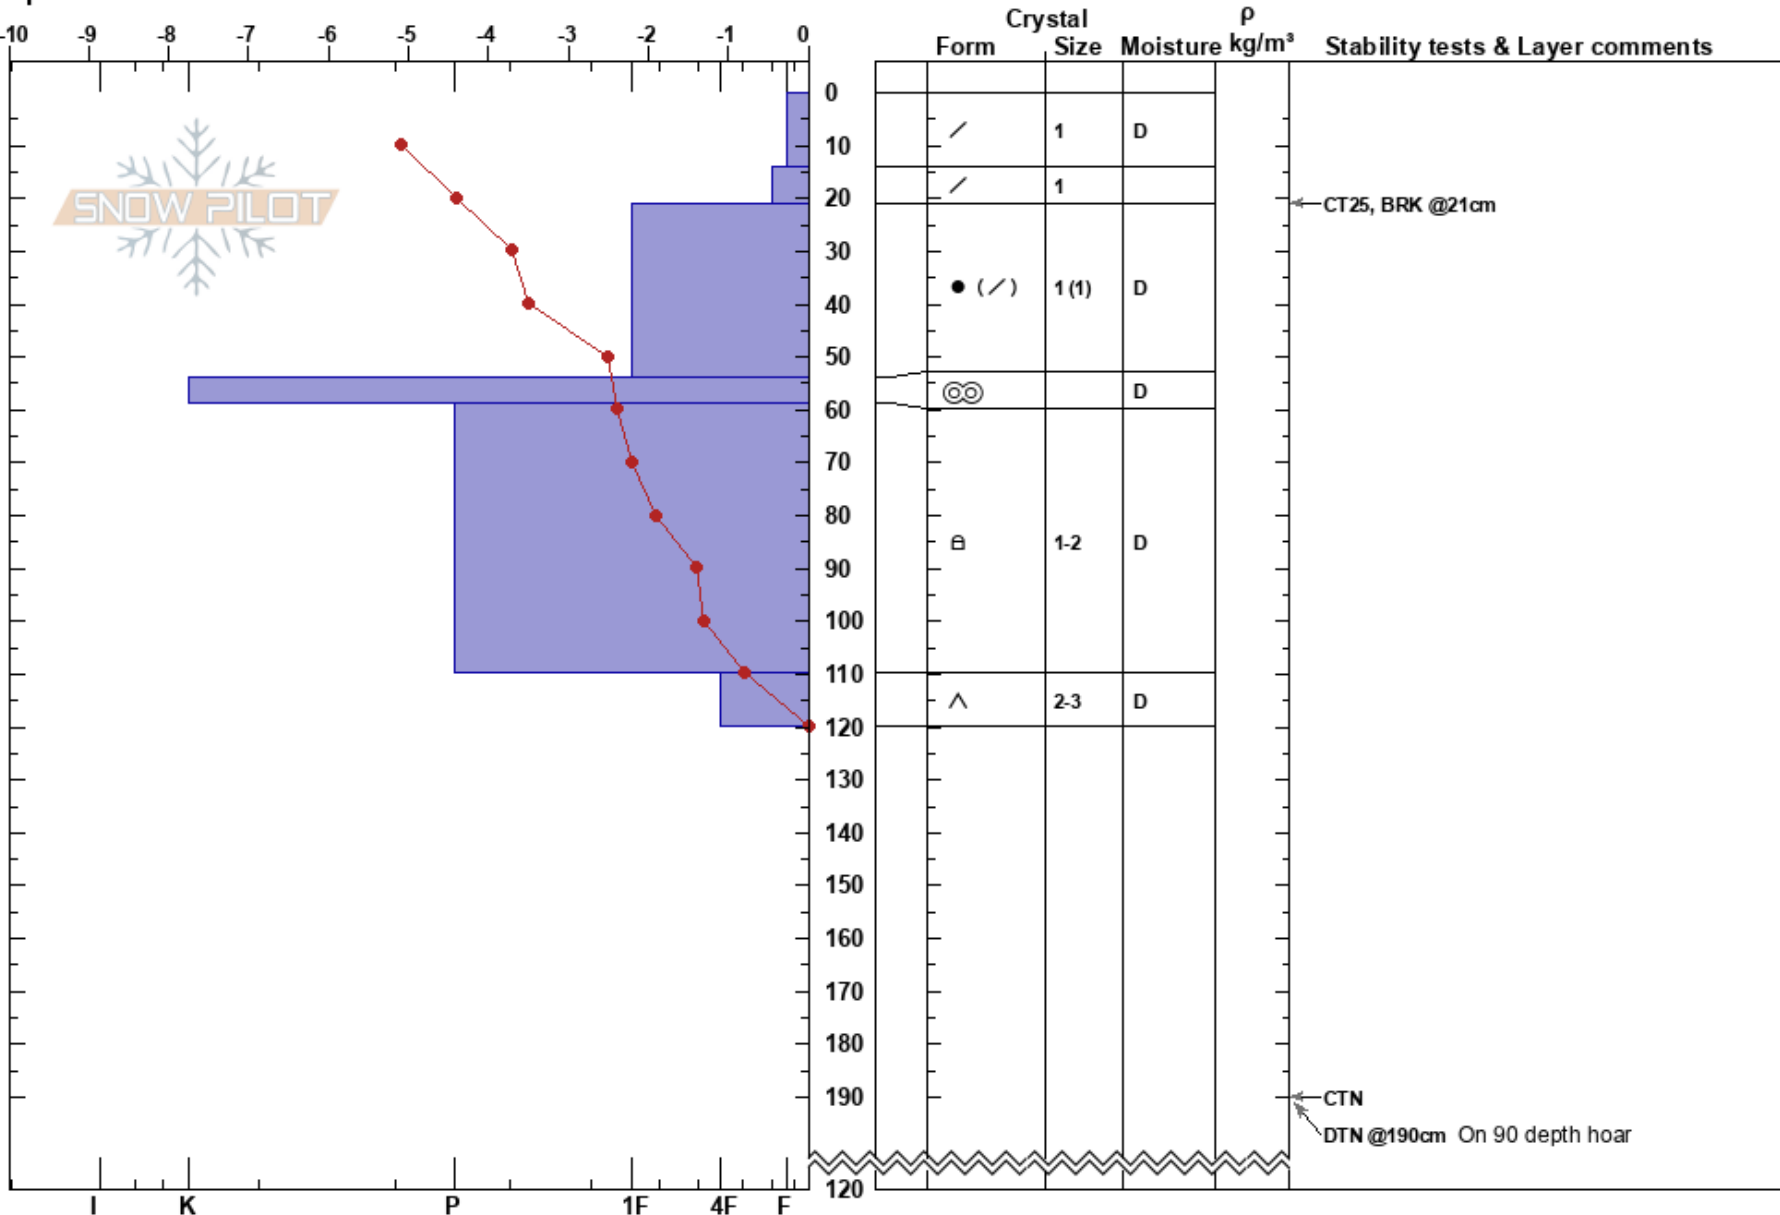 Crystal ρ
-10 -9 -8 -7 -6 -5 -4 -3 -2 -1 0 Form Size Moisture kg/m³ Stability tests & Layer comments
0
1 D
10
SNOW PILOT
1
20 CT25, BRK @21cm
30 ( ) 1 (1) D
40
50
D
60
70
80
1-2 D
90
100
110
2-3 D
120
130
140
150
160
170
180
190 CTN
DTN @190cm On 90 depth hoar
120
I K P 1F 4F F